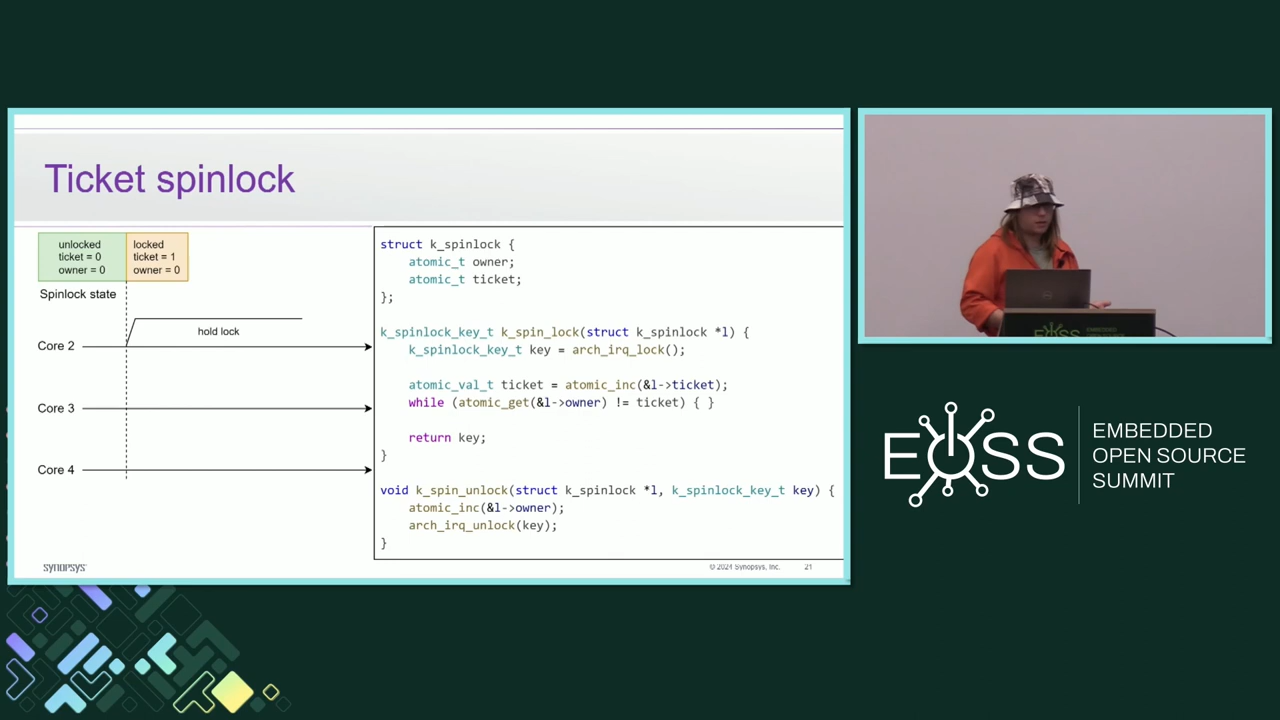 Ticket spinlock
unlocked
ticket = 0
owner = 0
locked
ticket = 1
owner = 0
Spinlock state
hold lock
Core 2
Core 3
Core 4
struct k_spinlock {
atomic_t owner;
atomic_t ticket;
};
k_spinlock_key_t k_spin_lock(struct k_spinlock *l) {
k_spinlock_key_t key = arch_irq_lock();
atomic_val_t ticket = atomic_inc(&l->ticket);
while (atomic_get(&l->owner) != ticket) { }
return key;
}
void k_spin_unlock(struct k_spinlock *l, k_spinlock_key_t key) {
atomic_inc(&l->owner);
arch_irq_unlock(key);
}
SYNOPSYS
© 2024 Synopsys, Inc.
21
EOSS
EOSS
EMBEDDED
OPEN SOURCE
SUMMIT